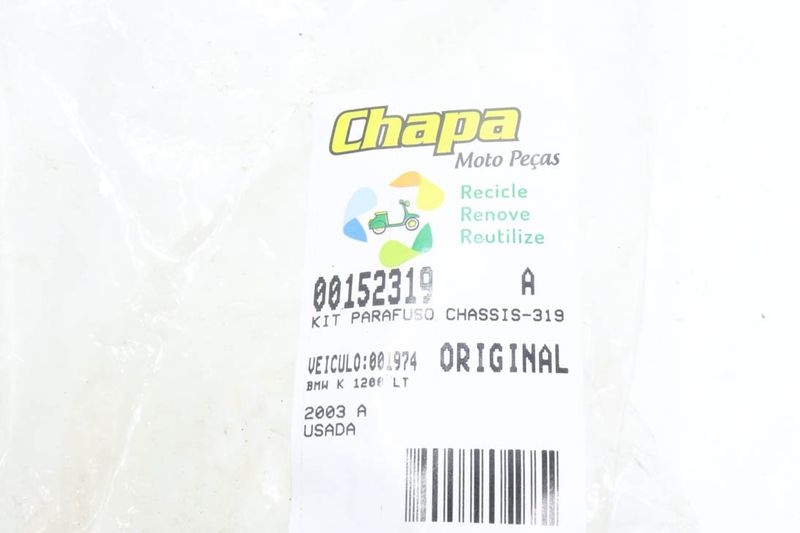 Chapa
Moto Peças
Recicle
Renove
Reutilize
00152319 A
KIT PARAFUSO CHASSIS-319
VEICULO:001974 ORIGINAL
BMW K 1200 LT
2003 A
USADA